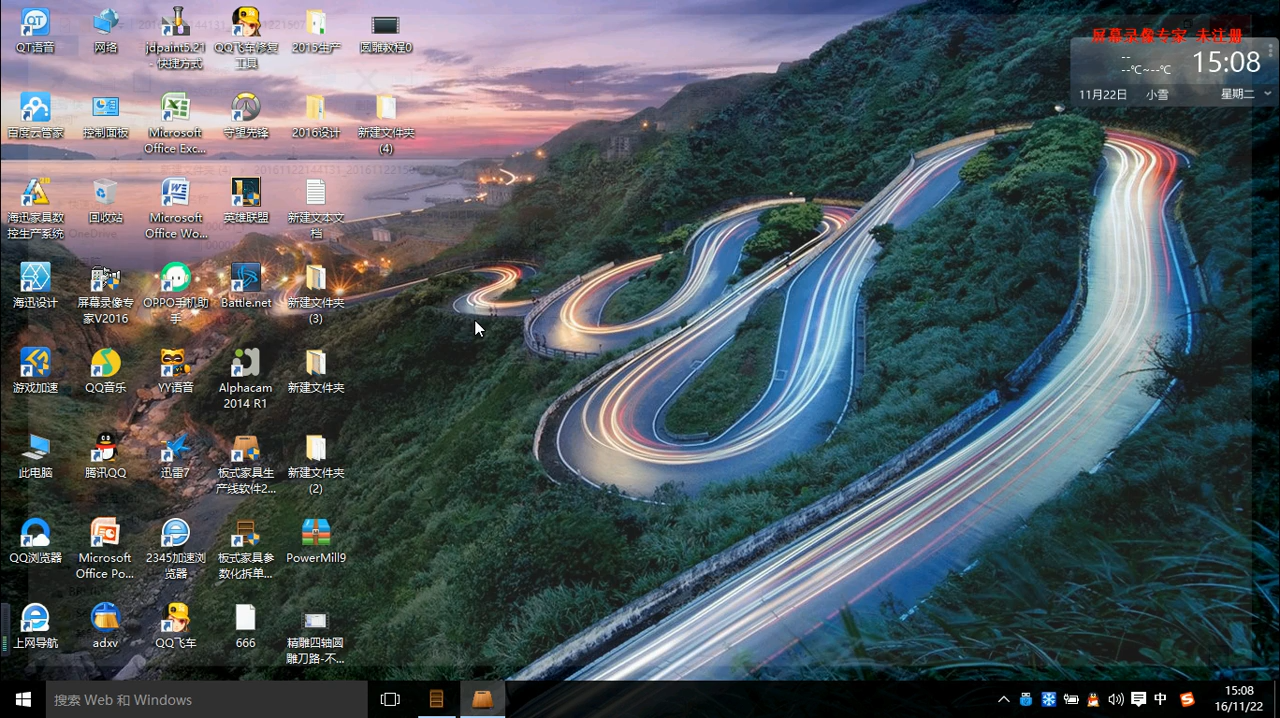 QT语音
网络
jdpaint5.21
- 快捷方式
QQ飞车修复
工具
2015生产
圆雕教程0
百度云管家
控制面板
Microsoft
Office Exc...
守望先锋
2016设计
新建文件夹
(4)
海迅家具数
控生产系统
回收站
Microsoft
Office Wo...
英雄联盟
新建文本文
档
海迅设计
屏幕录像专
家V2016
OPPO手机助
手
Battle.net
新建文件夹
(3)
游戏加速
QQ音乐
YY语音
Alphacam
2014 R1
新建文件夹
此电脑
腾讯QQ
迅雷7
板式家具生
产线软件2...
新建文件夹
(2)
QQ浏览器
Microsoft
Office Po...
2345加速浏
览器
板式家具参
数化拆单...
PowerMill9
上网导航
adxv
QQ飞车
666
精雕四轴圆
雕刀路-不...
屏幕录像专家 未注册
--
--℃~--℃
15:08
11月22日
小雪
星期二
搜索 Web 和 Windows
中
15:08
16/11/22